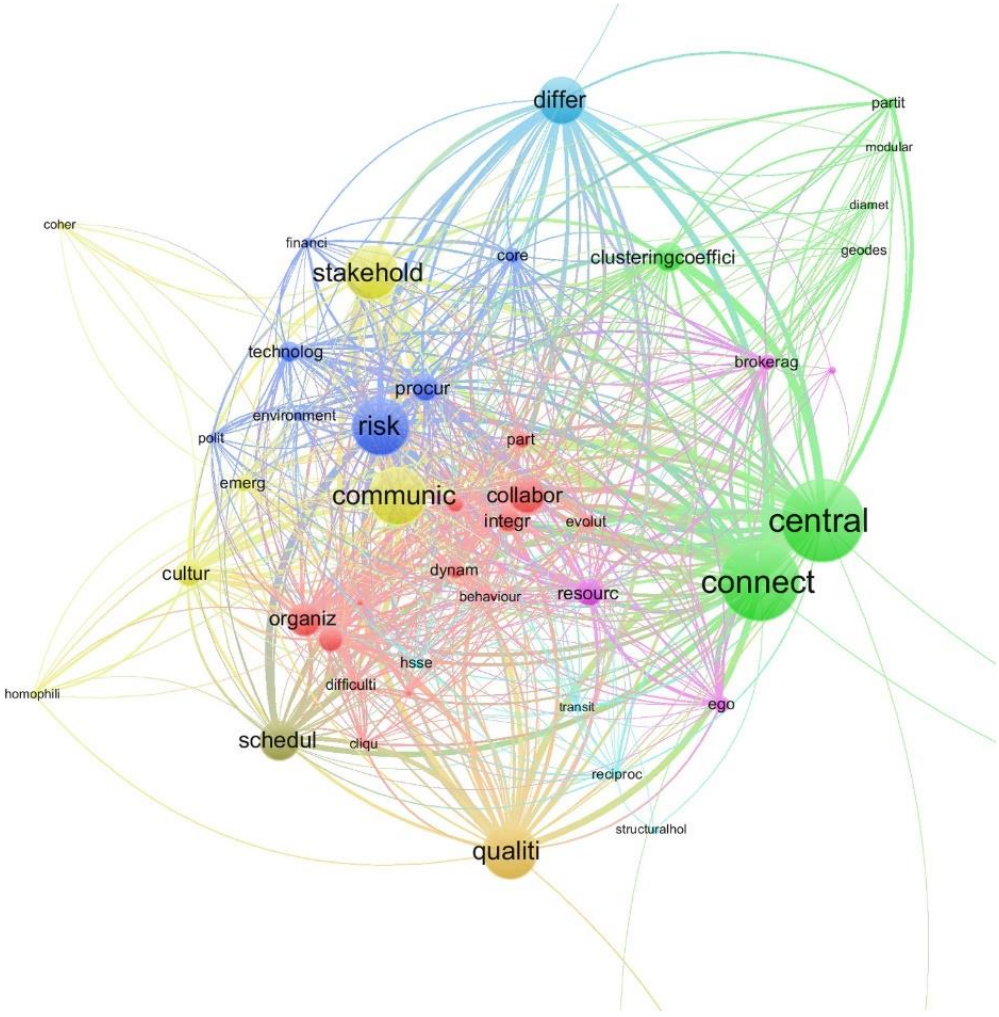 differ
partit
modular
diamet
coher
geodes
financi
core
clusteringcoeffici
stakehold
technolog
brokerag
procur
environment
risk
polit
part
emerg
communic
collabor
integr
evolut
central
cultur
dynam
connect
behaviour
resourc
organiz
hsse
difficulti
homophili
transit
ego
schedul
cliqu
reciproc
structuralhol
qualiti